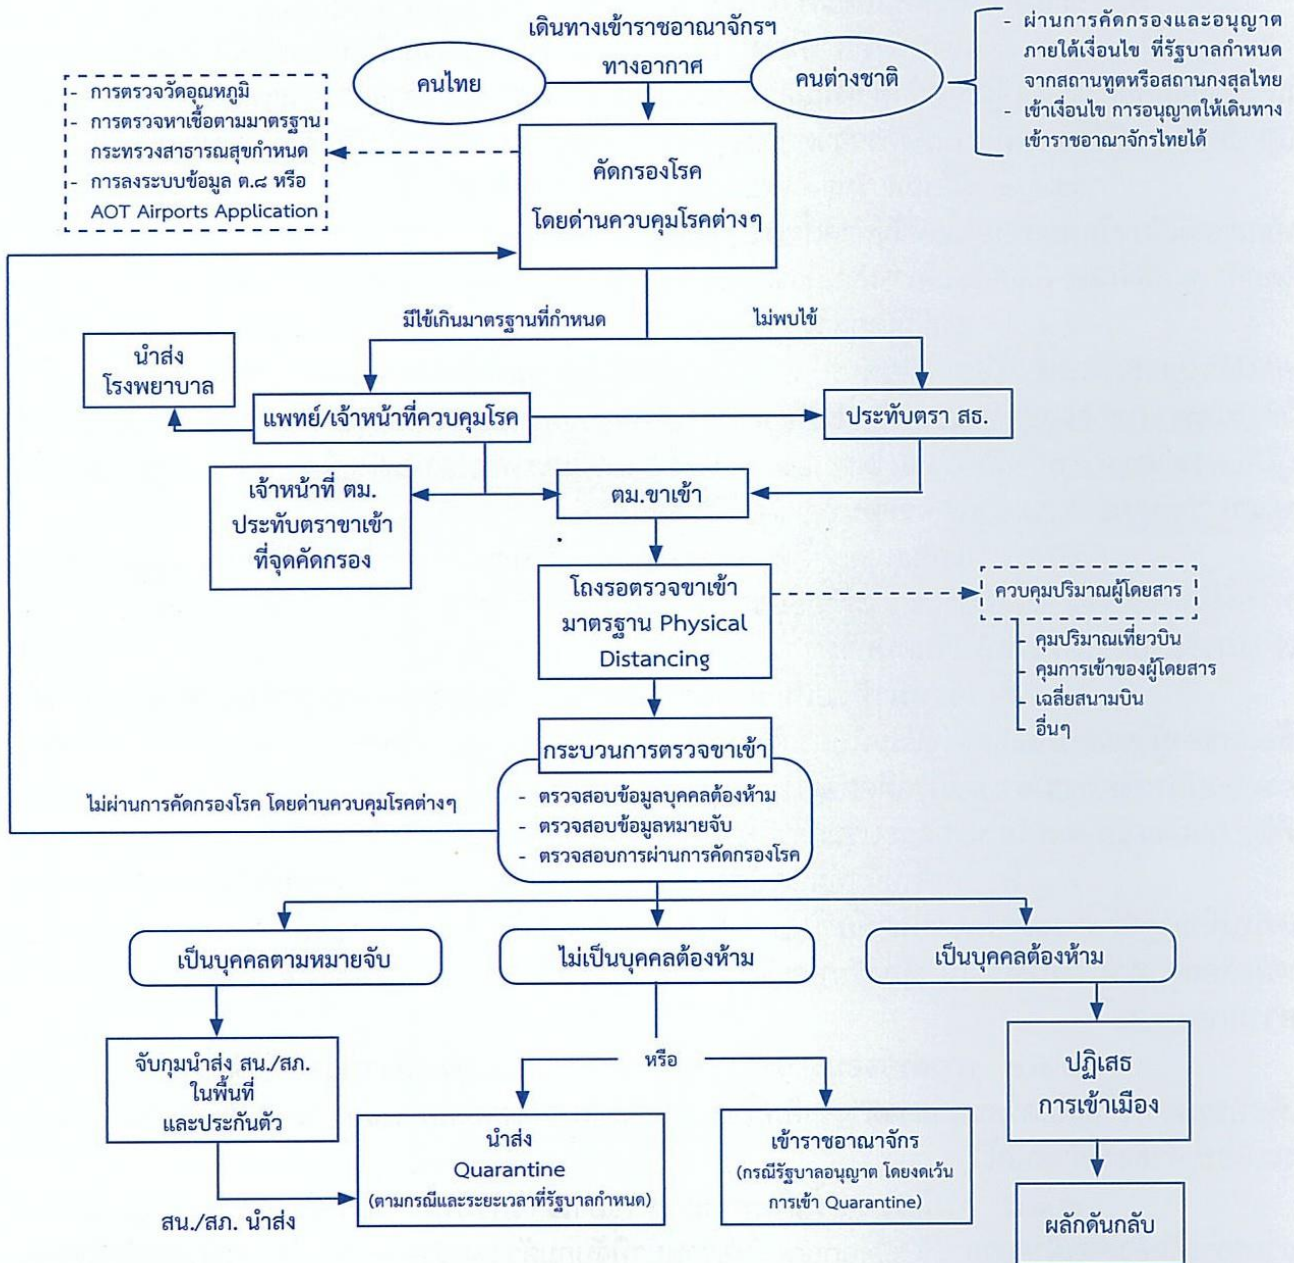 เดินทางเข้าราชอาณาจักรฯ
ทางอากาศ
คนไทย
คนต่างชาติ
- ผ่านการคัดกรองและอนุญาต
ภายใต้เงื่อนไข ที่รัฐบาลกำหนด
จากสถานทูตหรือสถานกงสุลไทย
- เข้าเงื่อนไข การอนุญาตให้เดินทาง
เข้าราชอาณาจักรไทยได้
- การตรวจวัดอุณหภูมิ
- การตรวจหาเชื้อตามมาตรฐาน
กระทรวงสาธารณสุขกำหนด
- การลงระบบข้อมูล ต.๘ หรือ
AOT Airports Application
คัดกรองโรค
โดยด่านควบคุมโรคต่างๆ
มีไข้เกินมาตรฐานที่กำหนด
ไม่พบไข้
นำส่ง
โรงพยาบาล
แพทย์/เจ้าหน้าที่ควบคุมโรค
ประทับตรา สธ.
เจ้าหน้าที่ ตม.
ประทับตราขาเข้า
ที่จุดคัดกรอง
ตม.ขาเข้า
โถงรอตรวจขาเข้า
มาตรฐาน Physical
Distancing
ควบคุมปริมาณผู้โดยสาร
- คุมปริมาณเที่ยวบิน
- คุมการเข้าของผู้โดยสาร
- เฉลี่ยสนามบิน
- อื่นๆ
กระบวนการตรวจขาเข้า
- ตรวจสอบข้อมูลบุคคลต้องห้าม
- ตรวจสอบข้อมูลหมายจับ
- ตรวจสอบการผ่านการคัดกรองโรค
ไม่ผ่านการคัดกรองโรค โดยด่านควบคุมโรคต่างๆ
เป็นบุคคลตามหมายจับ
ไม่เป็นบุคคลต้องห้าม
เป็นบุคคลต้องห้าม
จับกุมนำส่ง สน./สภ.
ในพื้นที่
และประกันตัว
หรือ
ปฏิเสธ
การเข้าเมือง
นำส่ง
Quarantine
(ตามกรณีและระยะเวลาที่รัฐบาลกำหนด)
เข้าราชอาณาจักร
(กรณีรัฐบาลอนุญาต โดยงดเว้น
การเข้า Quarantine)
สน./สภ. นำส่ง
ผลักดันกลับ